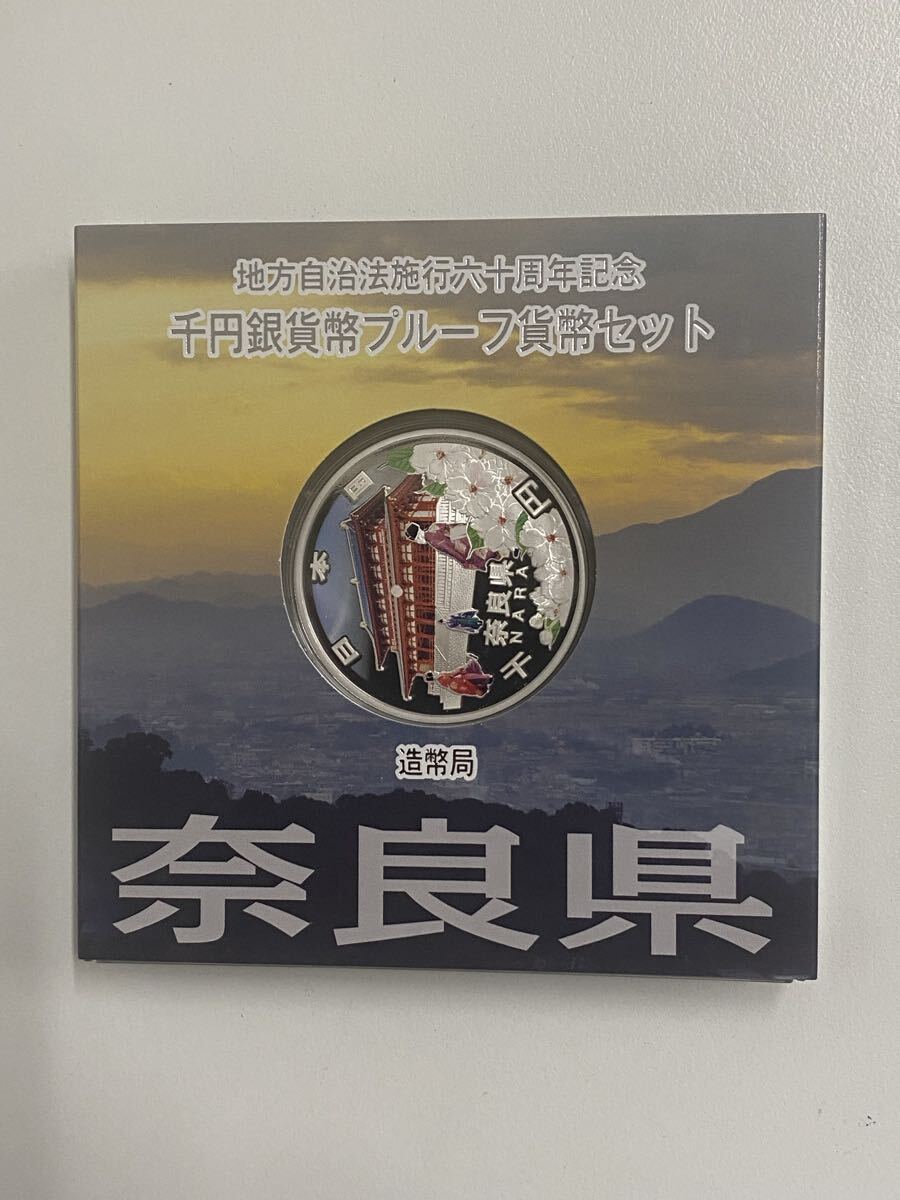 地方自治法施行六十周年記念
千円銀貨幣プルーフ貨幣セット
日本
千円
奈良県
NARA
造幣局
奈良県